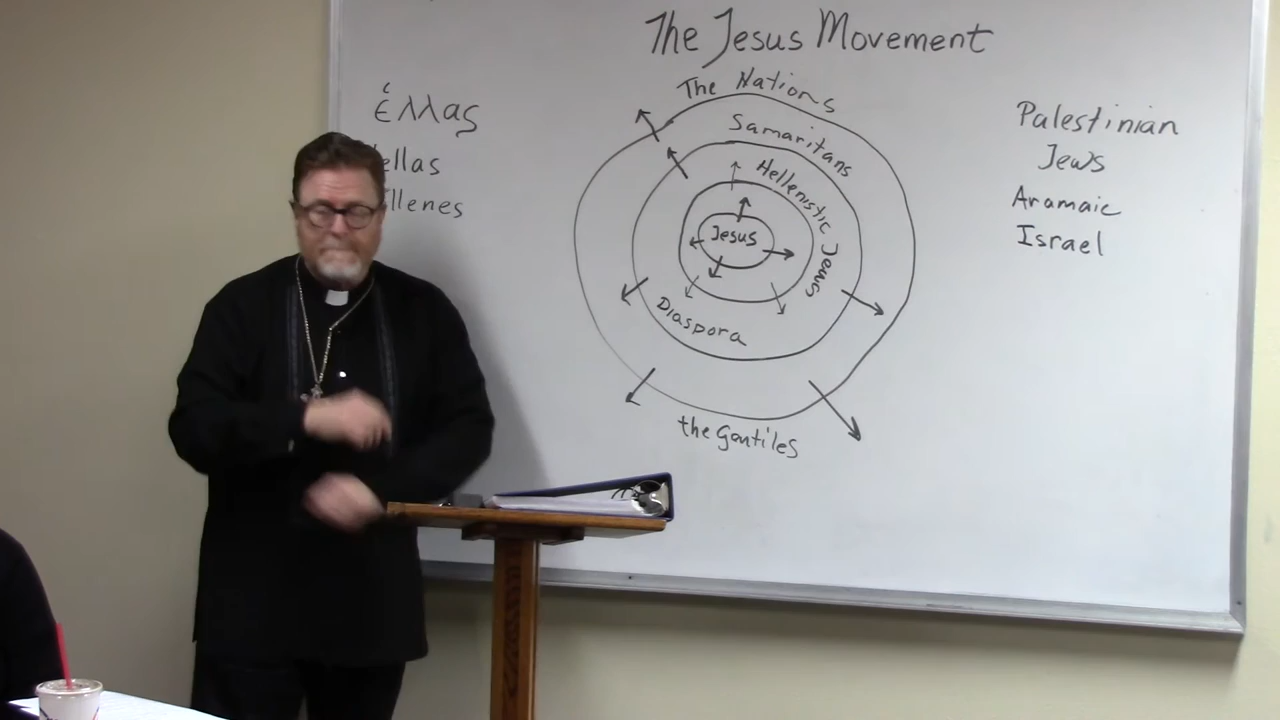 The Jesus Movement
ἑλλας
ellas
llenes
The Nations
Samaritans
Hellenistic Jews
Jesus
Diaspora
the Gentiles
Palestinian
Jews
Aramaic
Israel